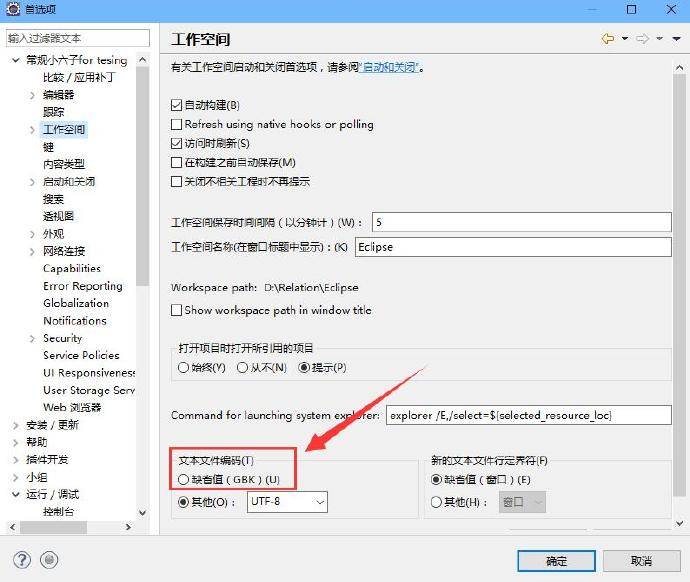 首选项
输入过滤器文本
常规小六子for tesing
比较／应用补丁
编辑器
跟踪
工作空间
键
内容类型
启动和关闭
搜索
透视图
外观
网络连接
Capabilities
Error Reporting
Globalization
Notifications
Security
Service Policies
UI Responsiveness
User Storage Serv
Web 浏览器
安装 / 更新
帮助
插件开发
小组
运行 / 调试
控制台
工作空间
有关工作空间启动和关闭首选项，请参阅“启动和关闭”。
自动构建(B)
Refresh using native hooks or polling
访问时刷新(S)
在构建之前自动保存(M)
关闭不相关工程时不再提示
工作空间保存时间间隔（以分钟计）(W)： 5
工作空间名称(在窗口标题中显示)：(K) Eclipse
Workspace path: D:\Relation\Eclipse
Show workspace path in window title
打开项目时打开所引用的项目
始终(Y) 从不(N) 提示(P)
Command for launching system explorer: explorer /E,/select=${selected_resource_loc}
文本文件编码(T)
缺省值（GBK）(U)
其他(O)： UTF-8
新的文本文件行定界符(F)
缺省值（窗口）(E)
其他(H)： 窗口
确定 取消